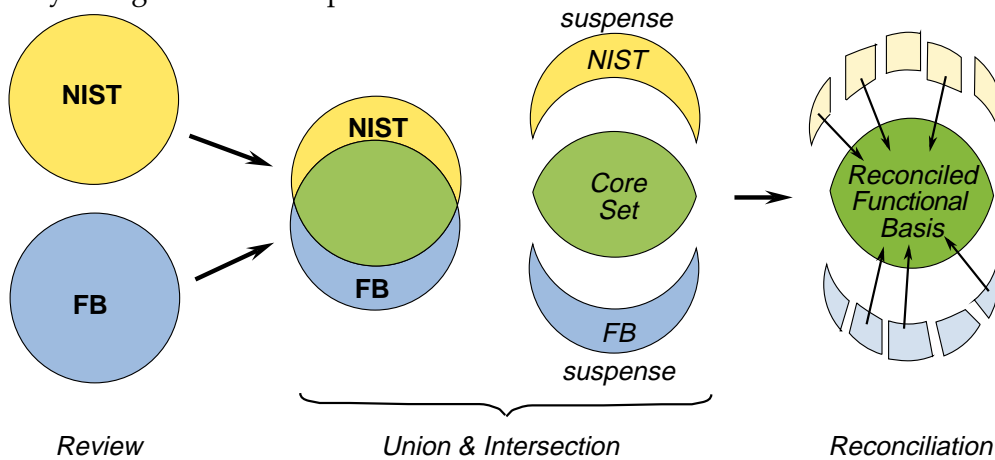 suspense
NIST
NIST
NIST
Core
Set
Reconciled
Functional
Basis
FB
FB
FB
suspense
Review
Union & Intersection
Reconciliation